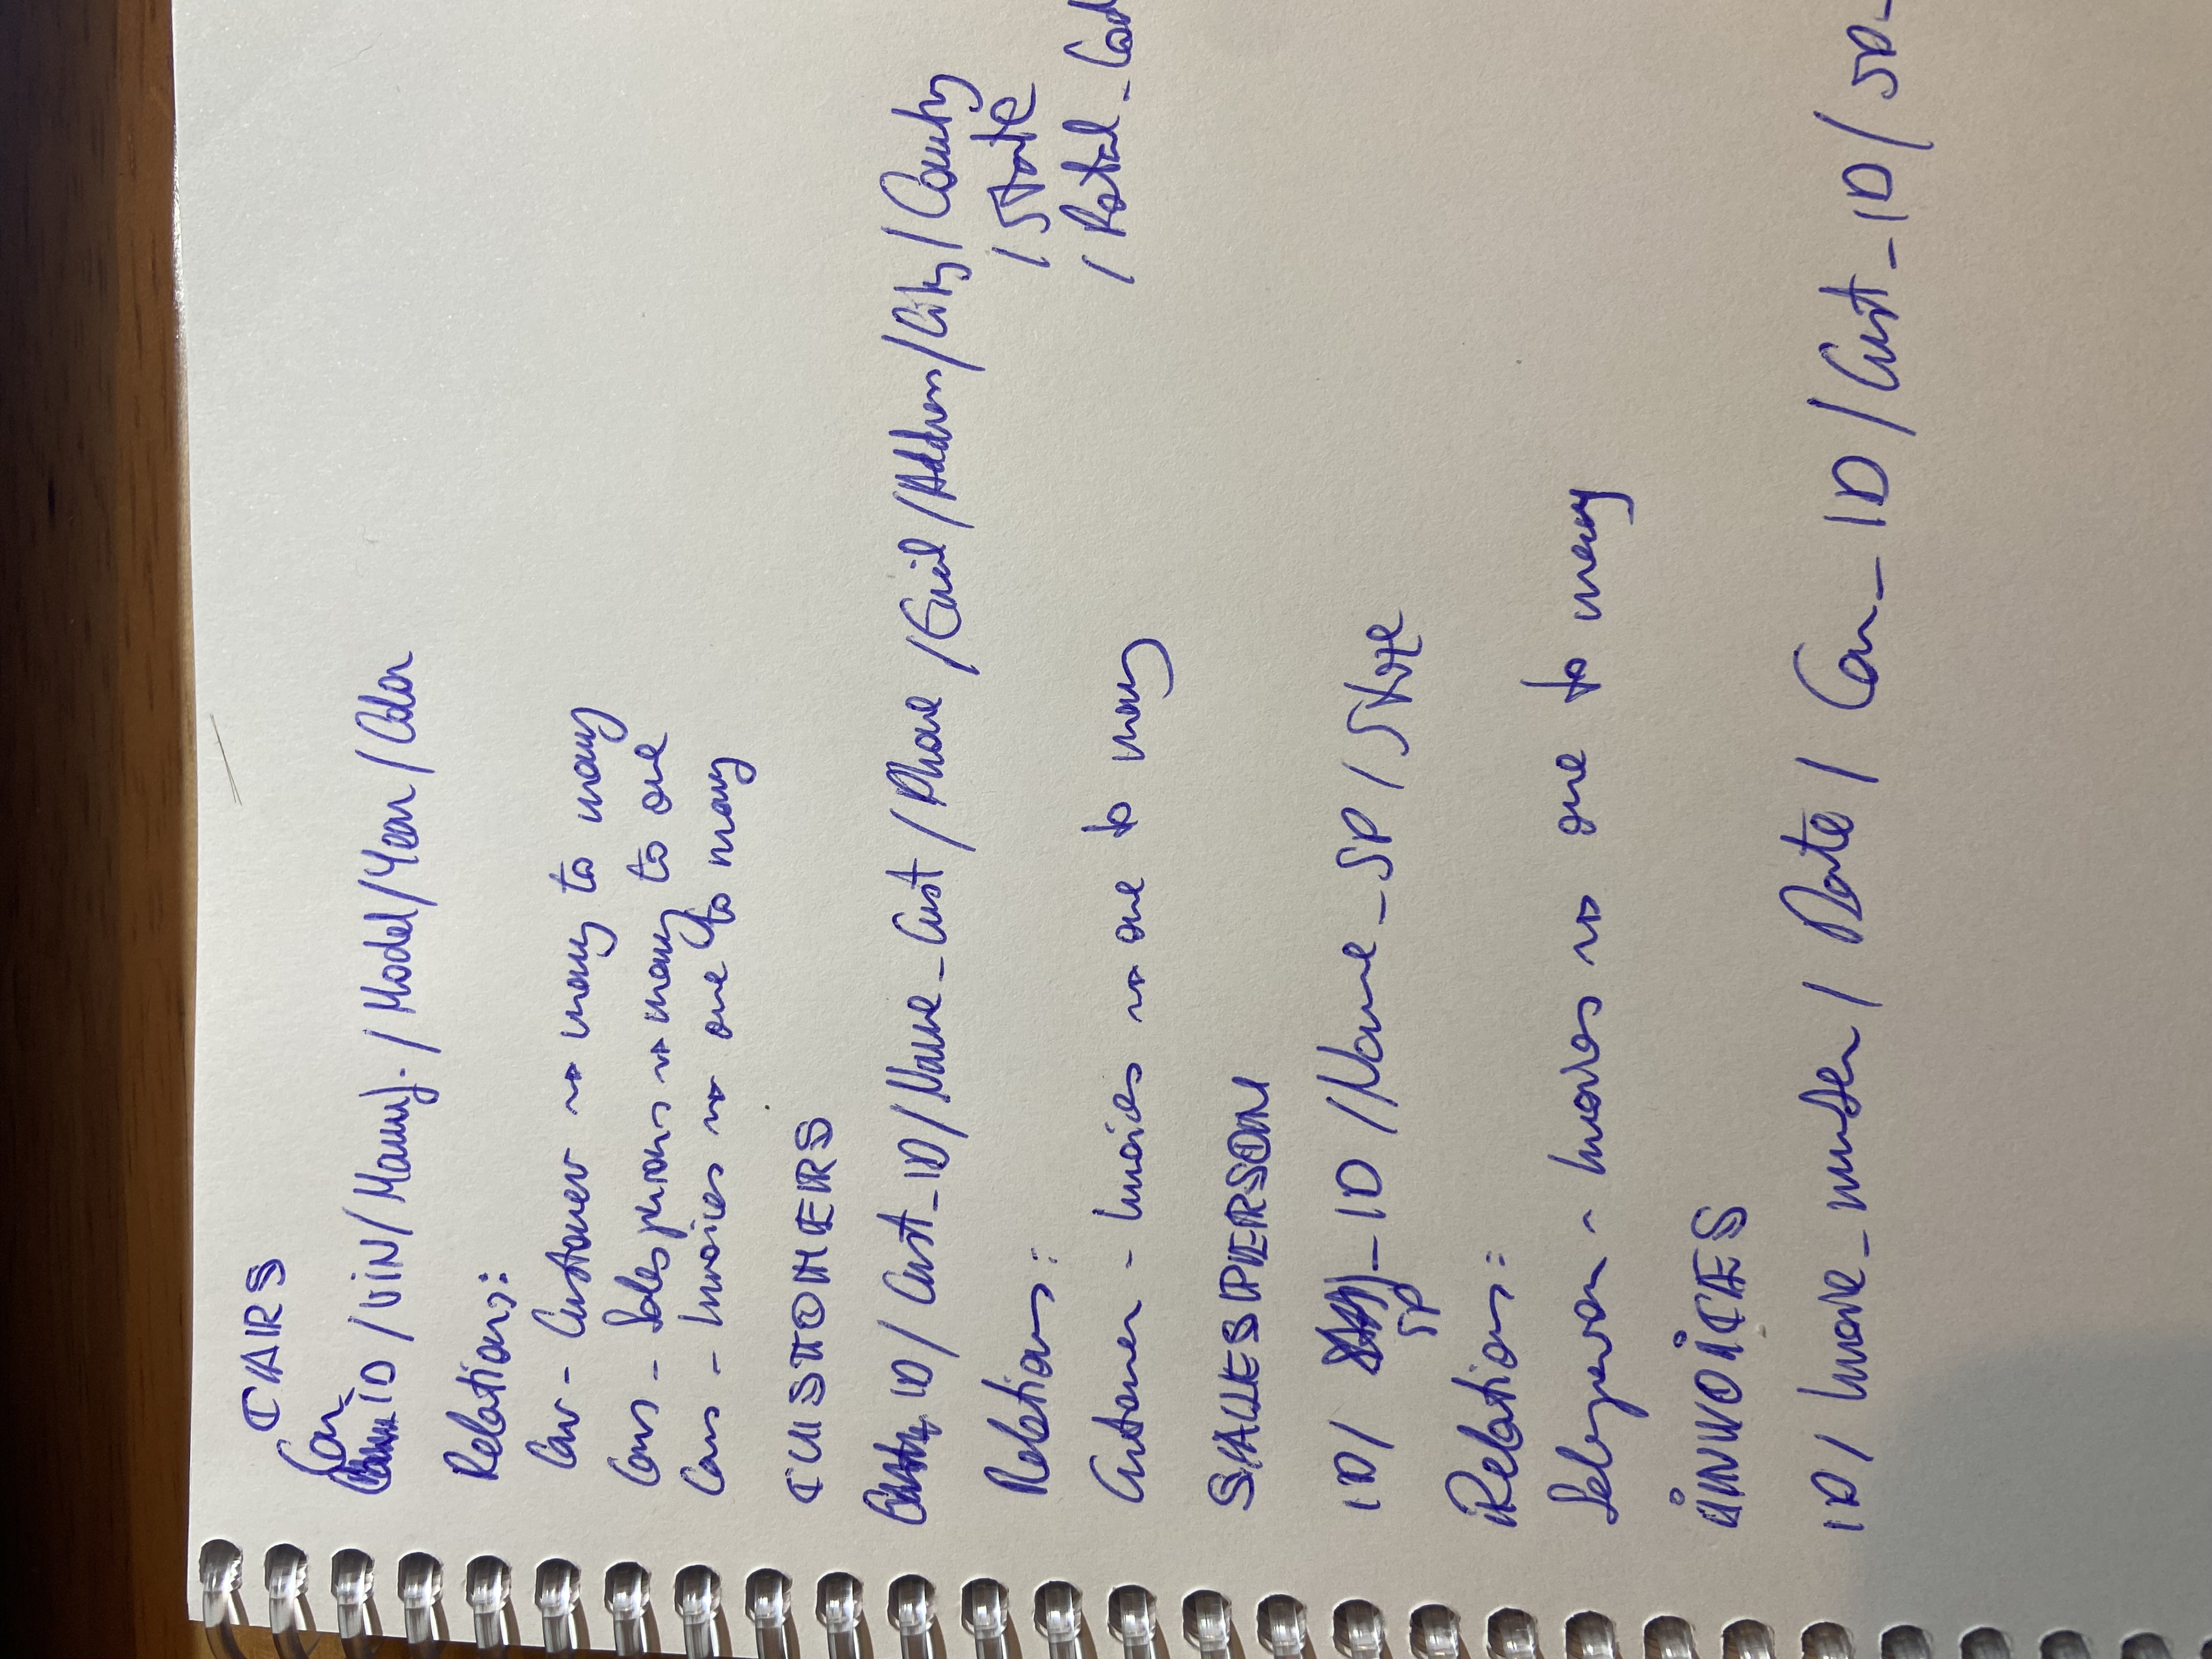 CARS
Car
ID / ViN / Manuf. / Model / Year / Color
Relations:
Car - Customer → many to many
Cars - Salespersons → many to one
Cars - Invoices → one to many
CUSTOMERS
ID / Cust_ID / Name_Cust / Phone / Email / Address / City / Country
/ State
/ Postal_Cod
Relations:
Customer - Invoices → one to many
SALESPERSON
ID / _ID / Name_SP / Store
SP
Relations:
Salesperson - Invoices → one to many
iNVOiCES
ID / Invoice_number / Date / Car_ID / Cust_ID / SP_